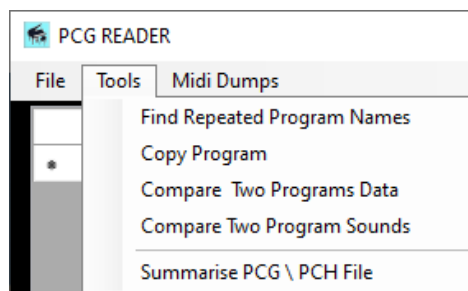 PCG READER
File Tools Midi Dumps
Find Repeated Program Names
Copy Program
Compare  Two Programs Data
Compare Two Program Sounds
Summarise PCG \ PCH File